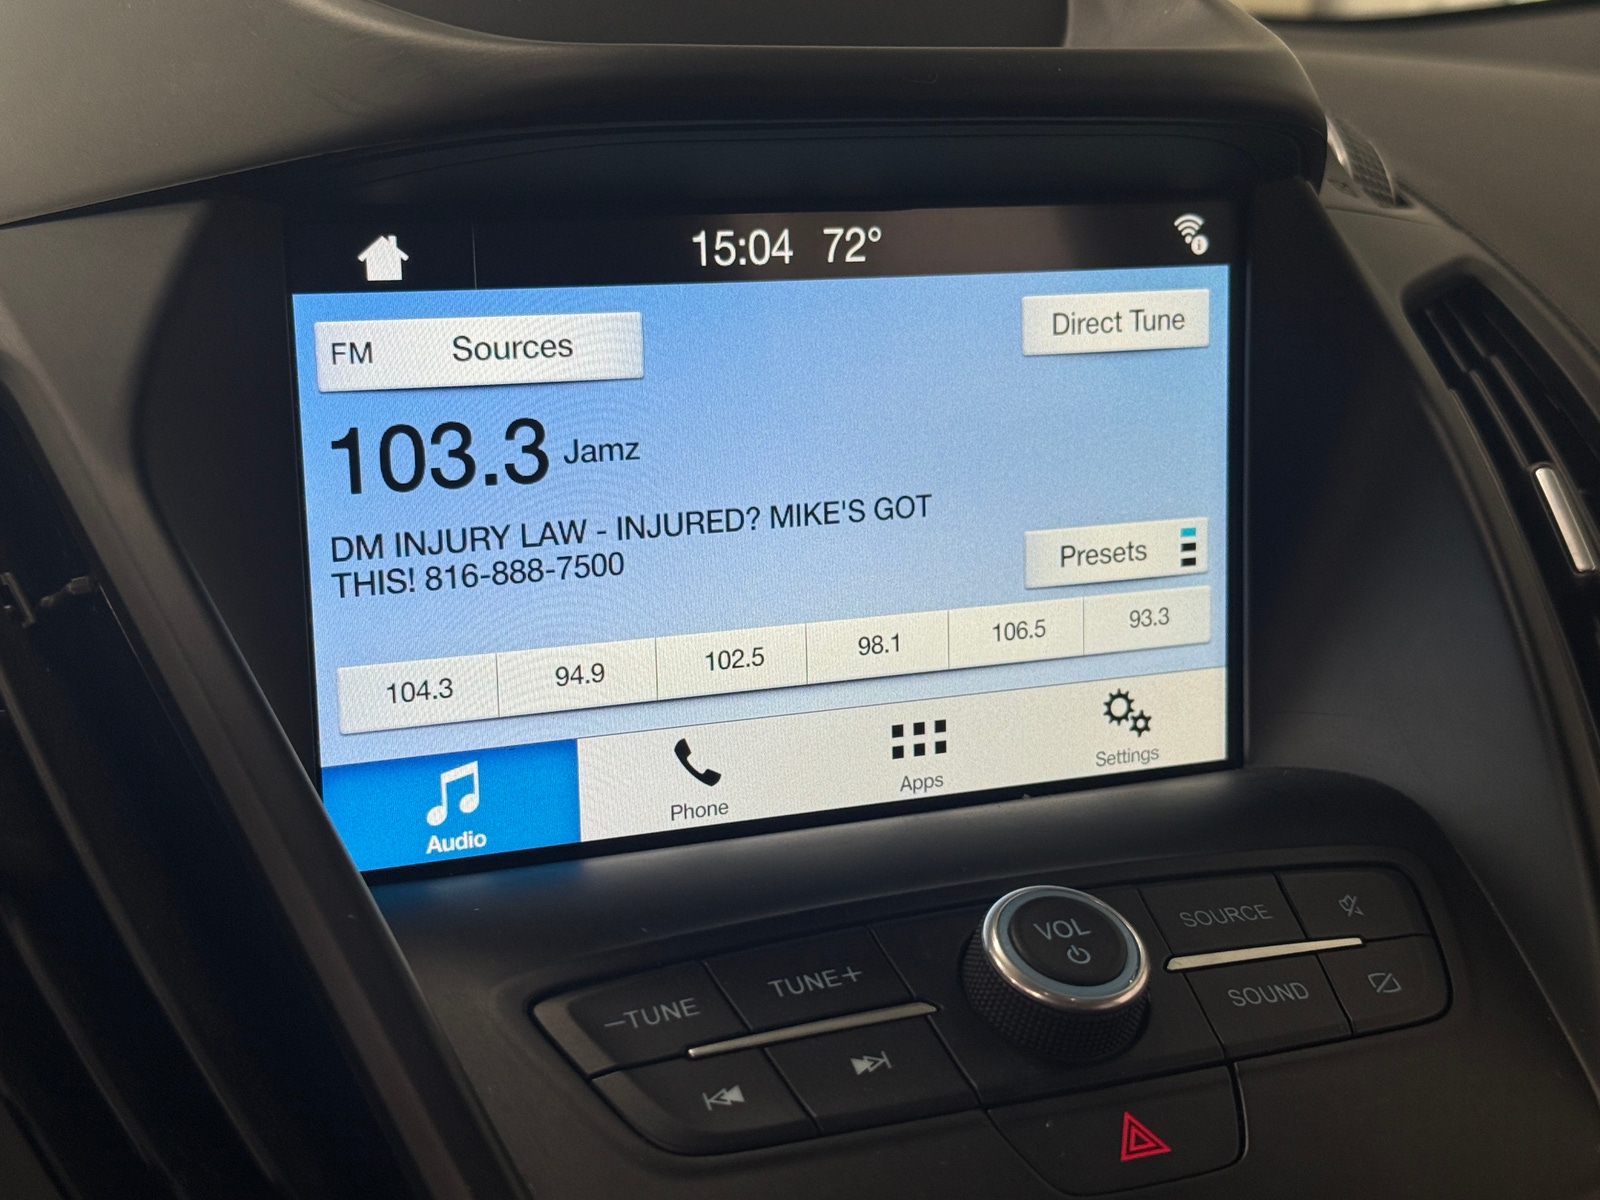 15:04 72°
FM Sources
Direct Tune
103.3 Jamz
DM INJURY LAW - INJURED? MIKE'S GOT
THIS! 816-888-7500
Presets
104.3 94.9 102.5 98.1 106.5 93.3
Audio Phone Apps Settings
VOL
SOURCE
–TUNE TUNE+
SOUND